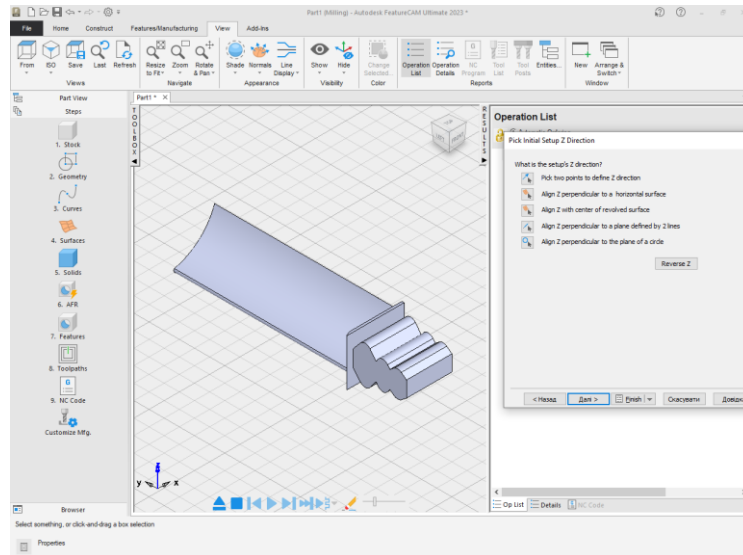 Part1 (Milling) - Autodesk FeatureCAM Ultimate 2023 *
File Home Construct Features/Manufacturing View Add-Ins
From ISO Save Last Refresh
Resize to Fit Zoom Rotate & Pan
Shade Normals Line Display
Show Hide
Change Selected...
Operation List Operation Details NC Program Tool List Tool Posts Entities...
New Arrange & Switch
Views Navigate Appearance Visibility Color Reports Window
Part View
Steps
1. Stock
2. Geometry
3. Curves
4. Surfaces
5. Solids
6. AFR
7. Features
8. Toolpaths
9. NC Code
Customize Mfg.
Browser
Part1 *
TOOLBOX
LEFT FRONT
z
y x
RESULTS
Operation List
Pick Initial Setup Z Direction
What is the setup's Z direction?
Pick two points to define Z direction
Align Z perpendicular to a horizontal surface
Align Z with center of revolved surface
Align Z perpendicular to a plane defined by 2 lines
Align Z perpendicular to the plane of a circle
Reverse Z
< Назад Далі > Finish Скасувати Довідка
Op List Details NC Code
Select something, or click-and-drag a box selection
Properties